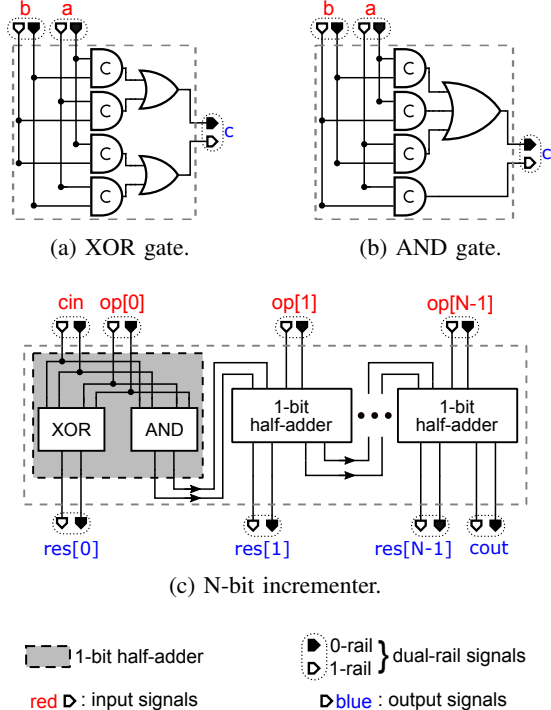 b a b a
C C
C C
c c
C C
C C
(a) XOR gate. (b) AND gate.
cin op[0] op[1] op[N-1]
XOR AND 1-bit half-adder 1-bit half-adder
res[0] res[1] res[N-1] cout
(c) N-bit incrementer.
1-bit half-adder 0-rail 1-rail } dual-rail signals
red : input signals blue : output signals